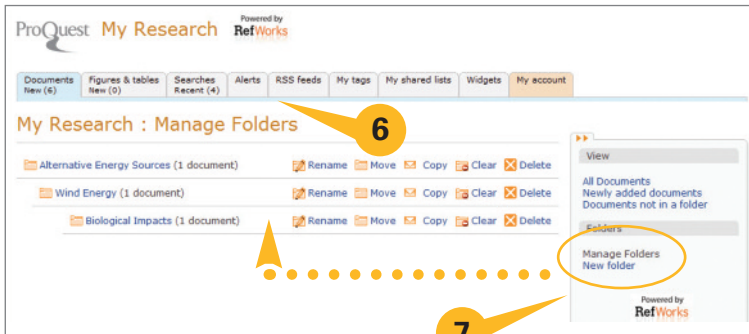 ProQuest My Research Powered by RefWorks
Documents New (6) Figures & tables New (0) Searches Recent (4) Alerts RSS feeds My tags My shared lists Widgets My account
6
My Research : Manage Folders
Alternative Energy Sources (1 document) Rename Move Copy Clear Delete
Wind Energy (1 document) Rename Move Copy Clear Delete
Biological Impacts (1 document) Rename Move Copy Clear Delete
View
All Documents
Newly added documents
Documents not in a folder
Folders
Manage Folders
New folder
Powered by
RefWorks
7